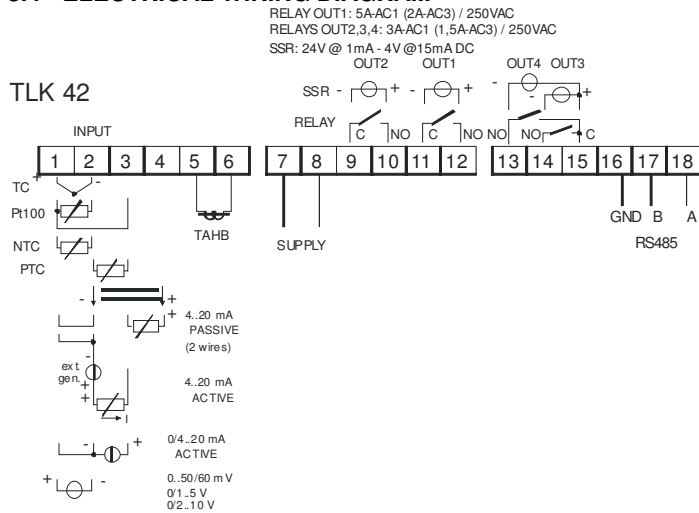 RELAY OUT1: 5A-AC1 (2A-AC3) / 250VAC
RELAYS OUT2,3,4: 3A-AC1 (1,5A-AC3) / 250VAC
SSR: 24V @ 1mA - 4V @15mA DC
OUT2 OUT1 OUT4 OUT3
TLK 42
SSR - + - + - - +
RELAY
INPUT
C NO C NO NO NO C
1 2 3 4 5 6 7 8 9 10 11 12 13 14 15 16 17 18
+ -
TC
Pt100
TAHB
SUPPLY
GND B A
RS485
NTC
PTC
- +
+ 4..20 mA
PASSIVE
(2 wires)
-
ext.
gen.
+
+
4..20 mA
ACTIVE
I
- + 0/4..20 mA
ACTIVE
+ - 0..50/60 mV
0/1..5 V
0/2..10 V